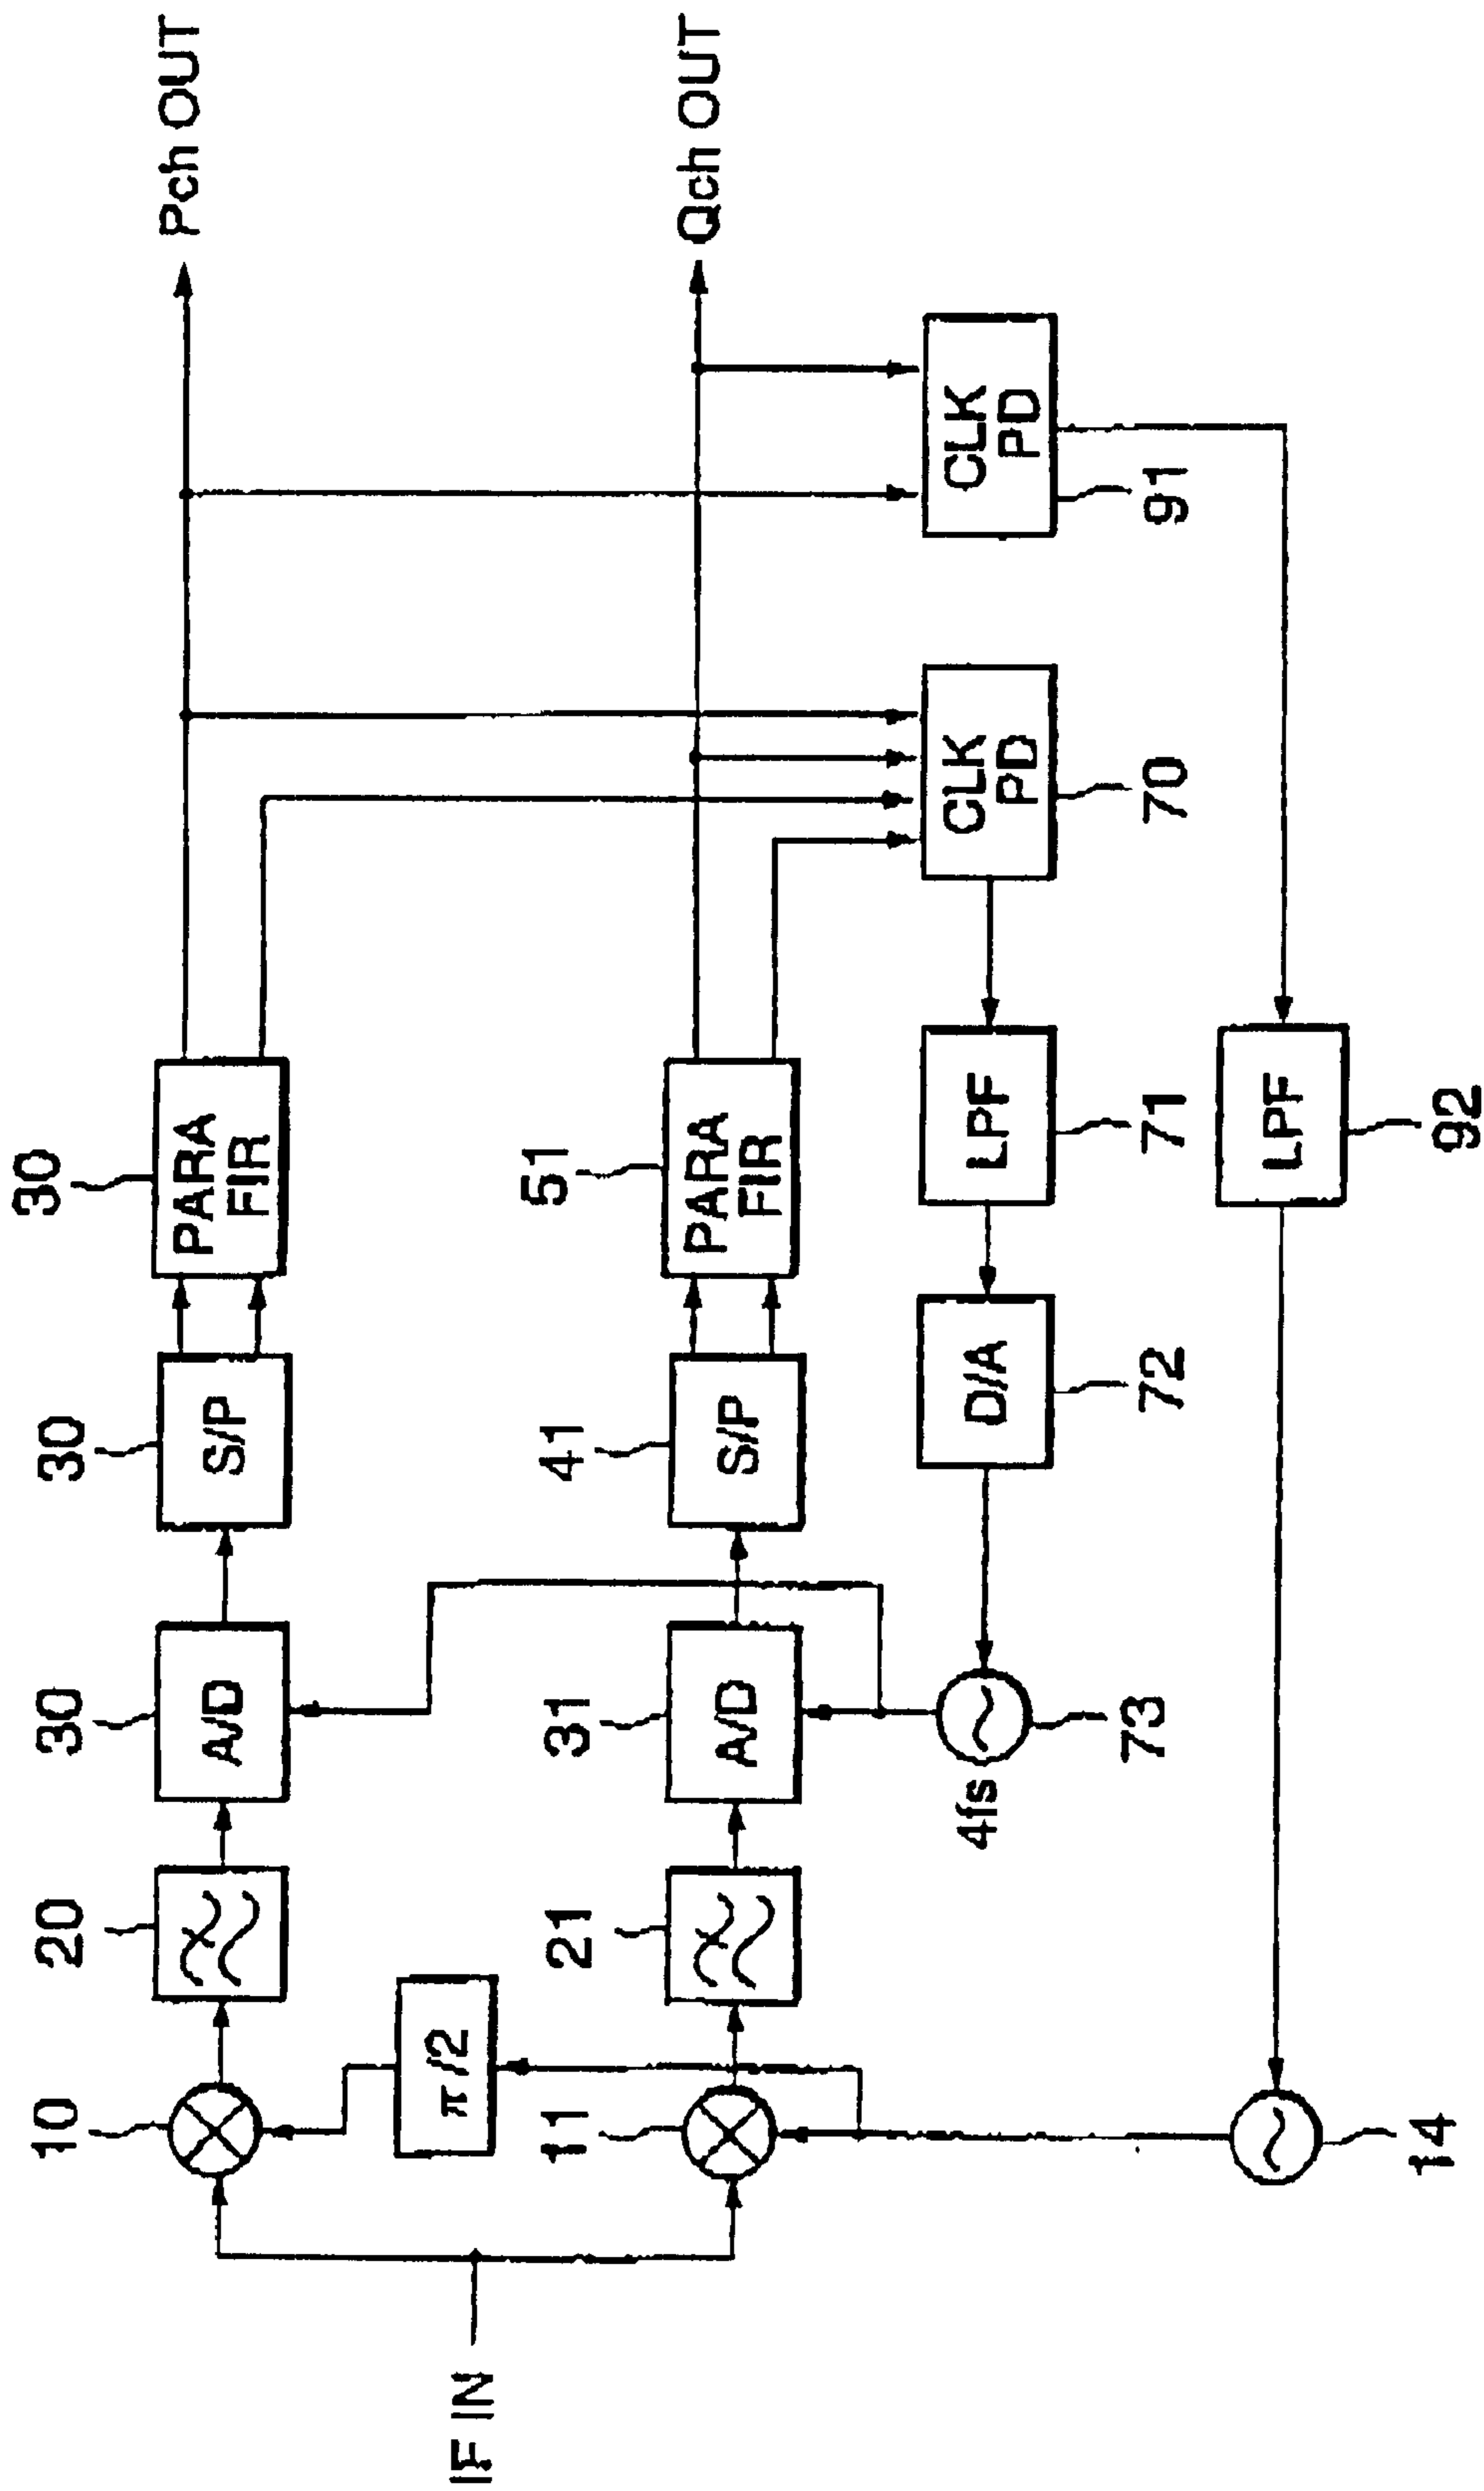 IF IN
10
20
30
A/D
30
S/P
30
PARA
FIR
Pch OUT
π/2
11
21
31
A/D
41
S/P
51
PARA
FIR
Qch OUT
4fs
73
D/A
72
LPF
71
CLK
PD
70
CLK
PD
91
14
LPF
92